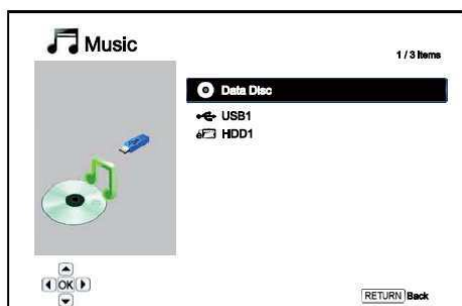 Music
1 / 3 Items
Data Disc
USB1
HDD1
OK
RETURN Back